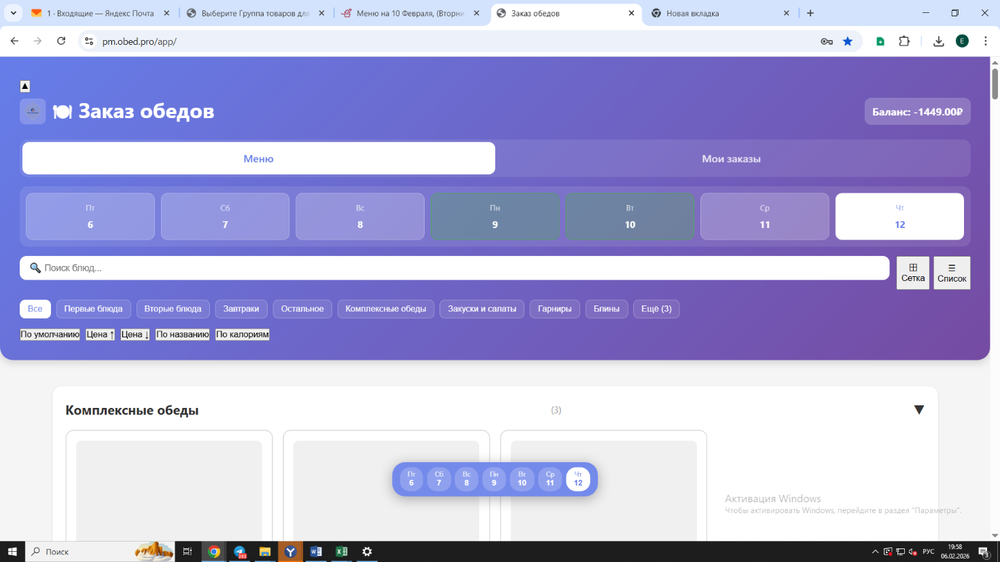 1 · Входящие — Яндекс Почта
Выберите Группа товаров для
Меню на 10 Февраля, (Вторни
Заказ обедов
Новая вкладка
pm.obed.pro/app/
E
▲
🍽 Заказ обедов
Баланс: -1449.00₽
Меню
Мои заказы
Пт
6
Сб
7
Вс
8
Пн
9
Вт
10
Ср
11
Чт
12
🔍 Поиск блюд...
Сетка
Список
Все
Первые блюда
Вторые блюда
Завтраки
Остальное
Комплексные обеды
Закуски и салаты
Гарниры
Блины
Ещё (3)
По умолчанию
Цена ↑
Цена ↓
По названию
По калориям
Комплексные обеды
(3)
▼
Пт
6
Сб
7
Вс
8
Пн
9
Вт
10
Ср
11
Чт
12
Активация Windows
Чтобы активировать Windows, перейдите в раздел "Параметры".
Поиск
390
РУС
19:58
06.02.2026
3